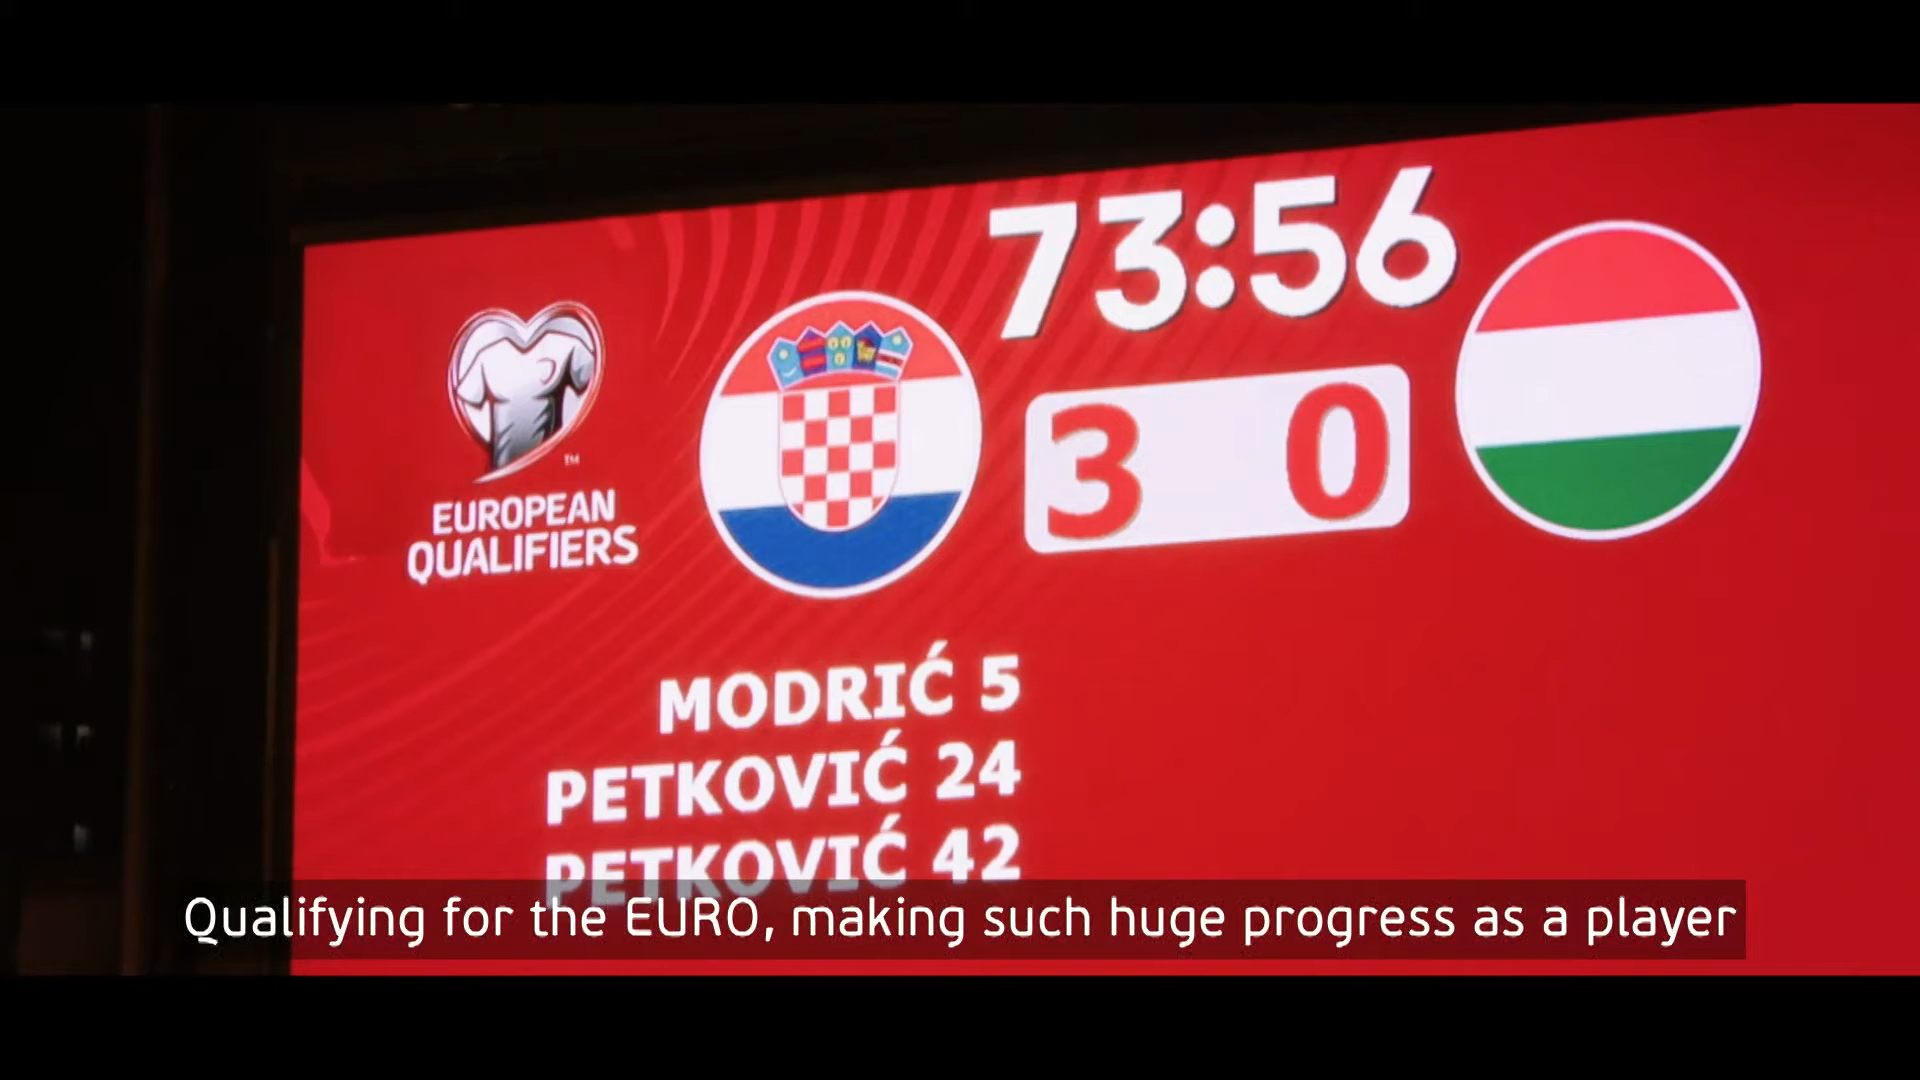 73:56
3 0
TM
EUROPEAN
QUALIFIERS
MODRIĆ 5
PETKOVIĆ 24
PETKOVIĆ 42
Qualifying for the EURO, making such huge progress as a player